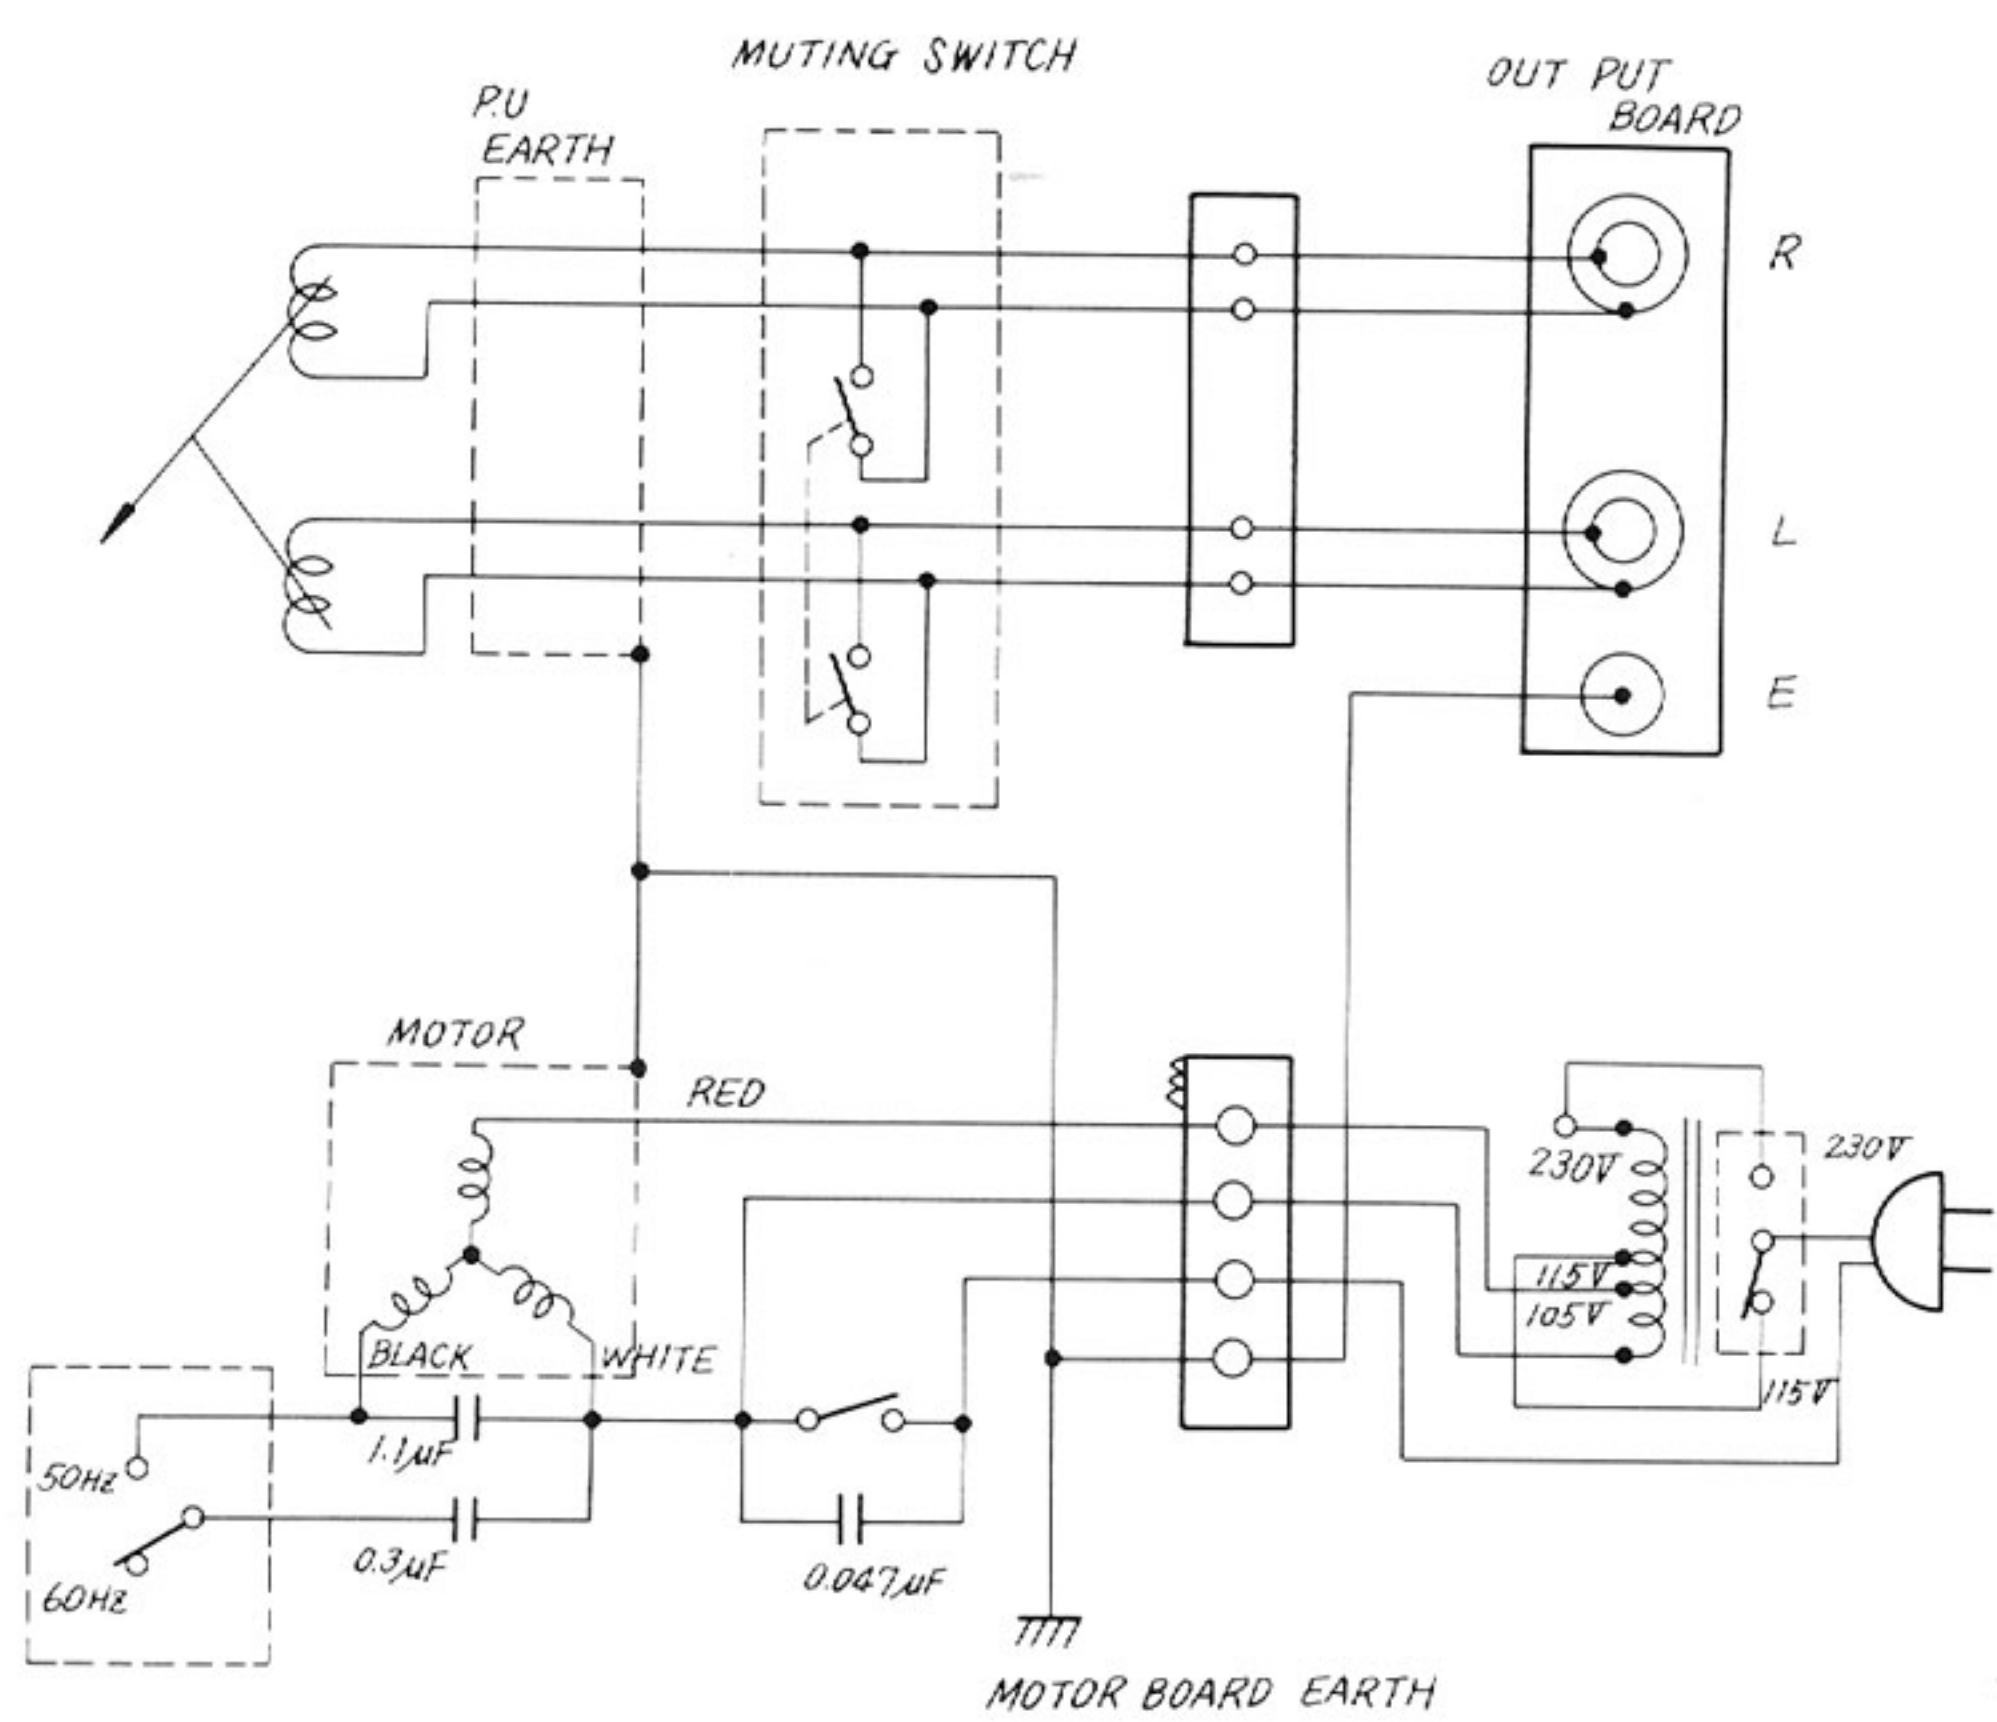 MUTING SWITCH
OUT PUT
BOARD
P.U
EARTH
R
L
E
MOTOR
RED
230V
230V
115V
105V
BLACK
WHITE
115V
1.1µF
50HZ
0.3µF
0.047µF
60HZ
MOTOR BOARD EARTH